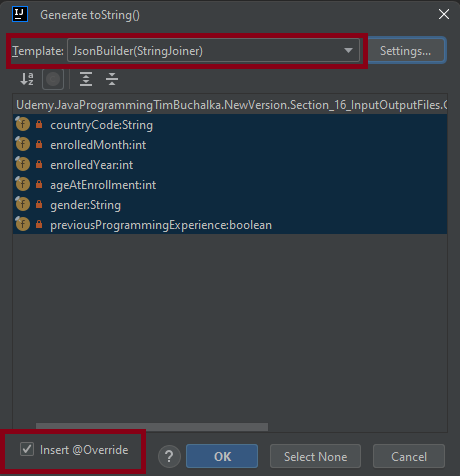 IJ
Generate toString()
Template: JsonBuilder(StringJoiner) Settings...
Udemy.JavaProgrammingTimBuchalka.NewVersion.Section_16_InputOutputFiles.
countryCode:String
enrolledMonth:int
enrolledYear:int
ageAtEnrollment:int
gender:String
previousProgrammingExperience:boolean
Insert @Override
? OK Select None Cancel